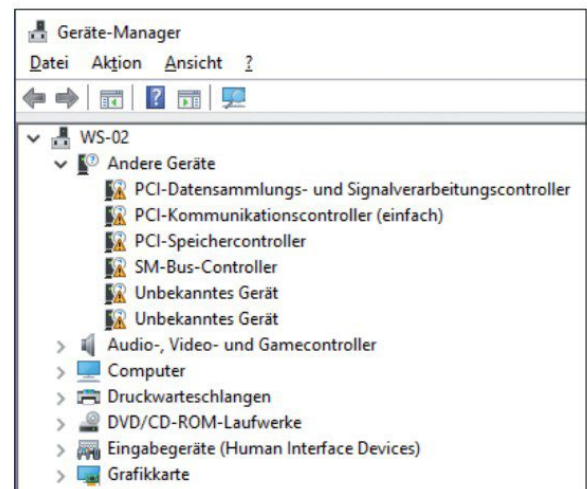 Geräte-Manager
Datei Aktion Ansicht ?
WS-02
Andere Geräte
PCI-Datensammlungs- und Signalverarbeitungscontroller
PCI-Kommunikationscontroller (einfach)
PCI-Speichercontroller
SM-Bus-Controller
Unbekanntes Gerät
Unbekanntes Gerät
Audio-, Video- und Gamecontroller
Computer
Druckwarteschlangen
DVD/CD-ROM-Laufwerke
Eingabegeräte (Human Interface Devices)
Grafikkarte